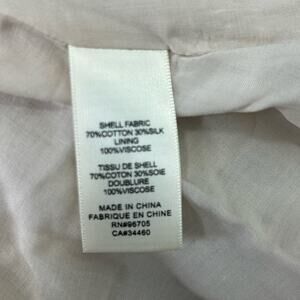 SHELL FABRIC
70%COTTON 30%SILK
LINING
100%VISCOSE
TISSU DE SHELL
70%COTON 30%SOIE
DOUBLURE
100%VISCOSE
MADE IN CHINA
FABRIQUE EN CHINE
RN#96705
CA#34460